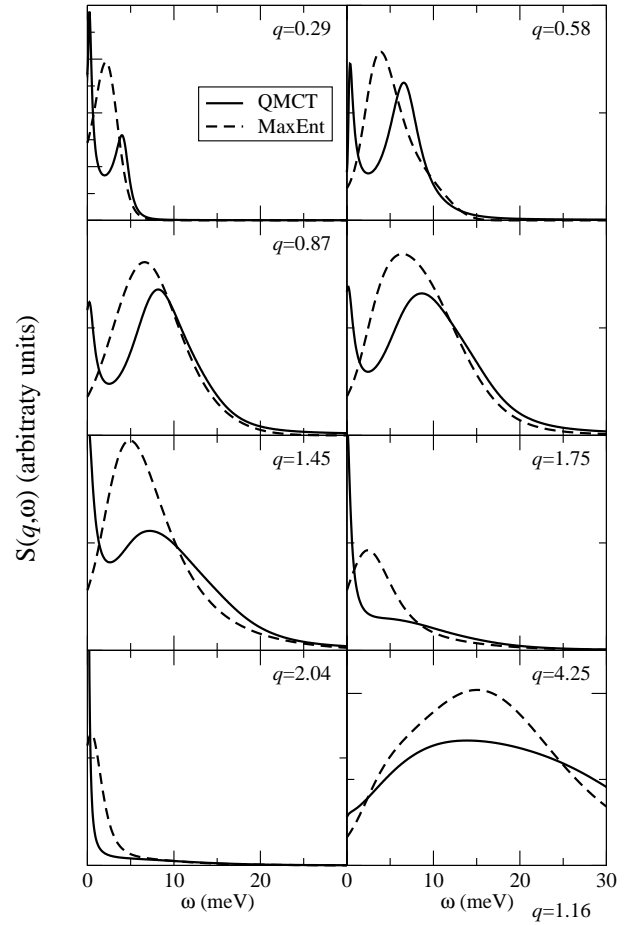 q=0.29
q=0.58
QMCT
MaxEnt
q=0.87
S(q,ω) (arbitraty units)
q=1.45
q=1.75
q=2.04
q=4.25
0 10 20 0 10 20 30
ω (meV) ω (meV)
q=1.16